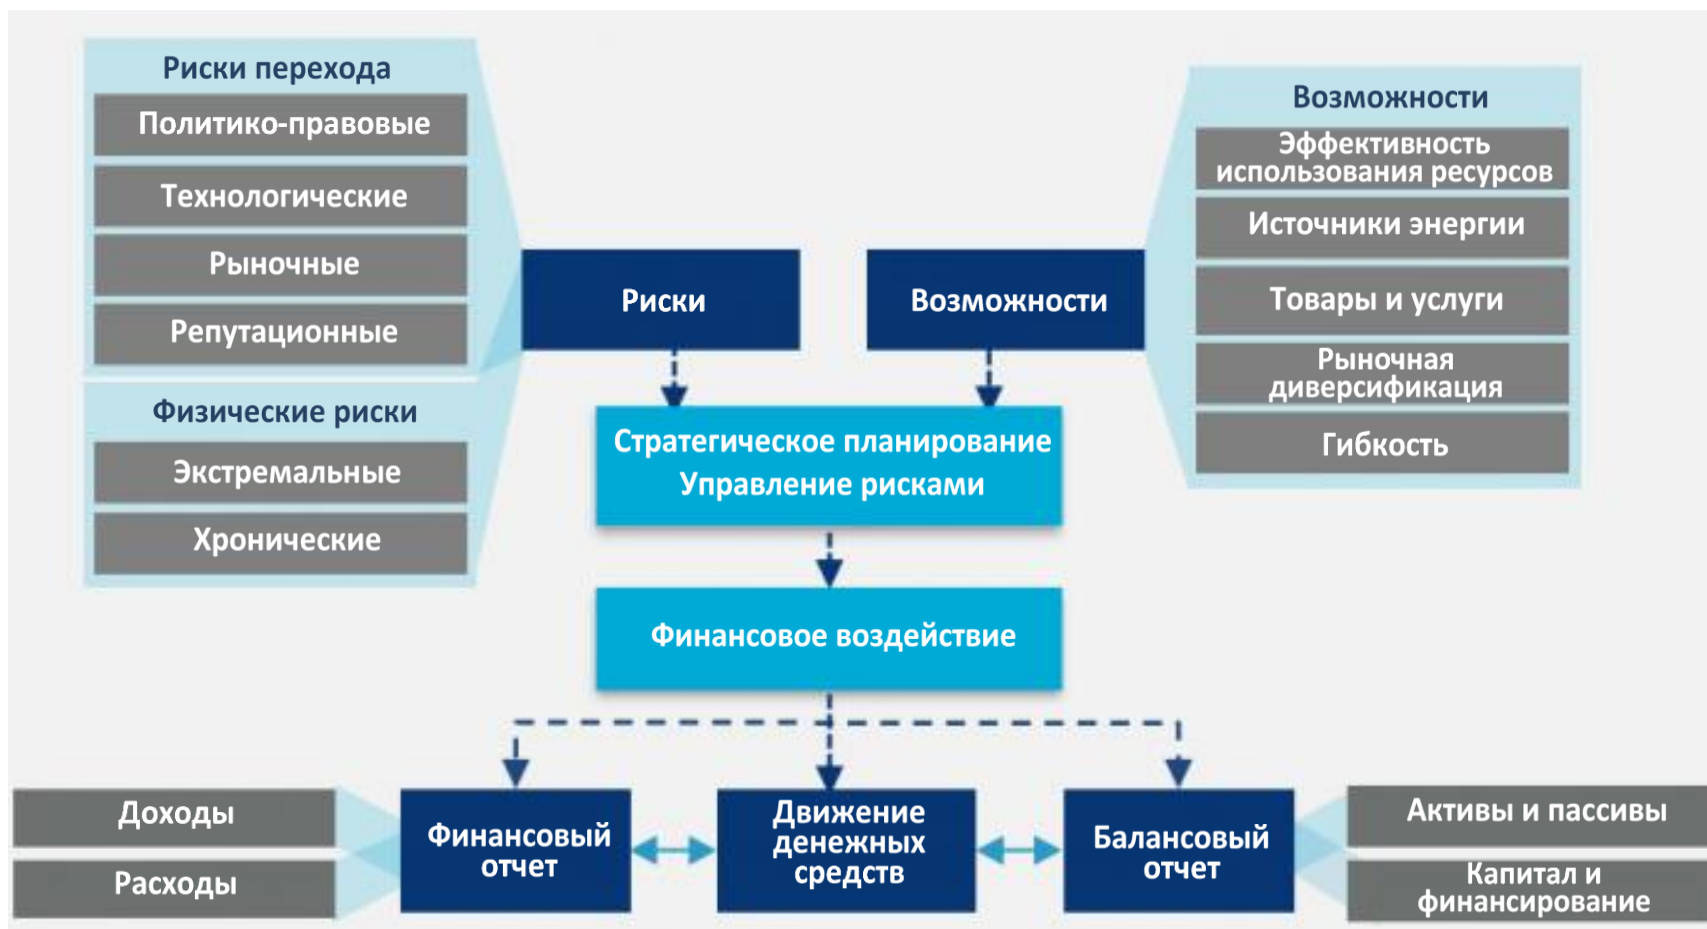 Риски перехода
Политико-правовые
Технологические
Рыночные
Репутационные
Физические риски
Экстремальные
Хронические
Риски
Возможности
Возможности
Эффективность
использования ресурсов
Источники энергии
Товары и услуги
Рыночная
диверсификация
Гибкость
Стратегическое планирование
Управление рисками
Финансовое воздействие
Доходы
Расходы
Финансовый
отчет
Движение
денежных
средств
Балансовый
отчет
Активы и пассивы
Капитал и
финансирование